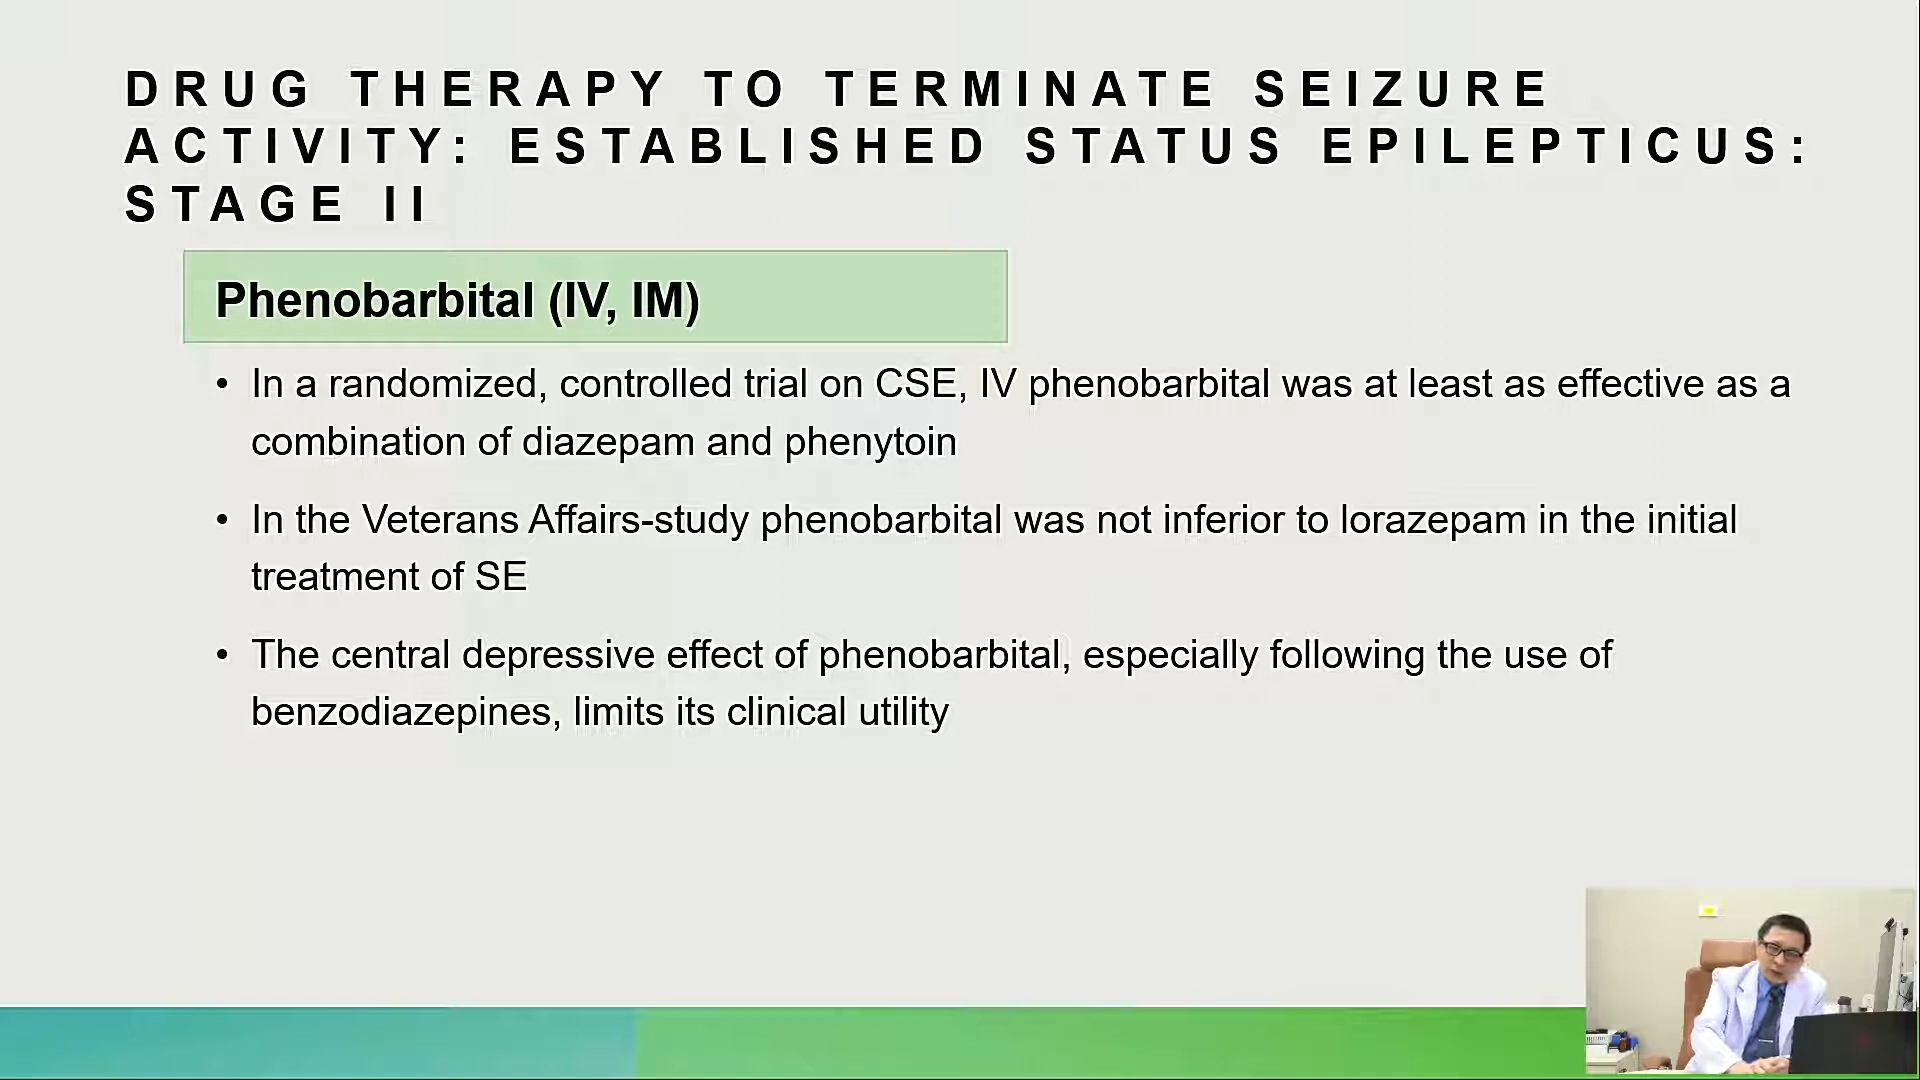 DRUG THERAPY TO TERMINATE SEIZURE
ACTIVITY: ESTABLISHED STATUS EPILEPTICUS:
STAGE II
Phenobarbital (IV, IM)
• In a randomized, controlled trial on CSE, IV phenobarbital was at least as effective as a
combination of diazepam and phenytoin
• In the Veterans Affairs-study phenobarbital was not inferior to lorazepam in the initial
treatment of SE
• The central depressive effect of phenobarbital, especially following the use of
benzodiazepines, limits its clinical utility